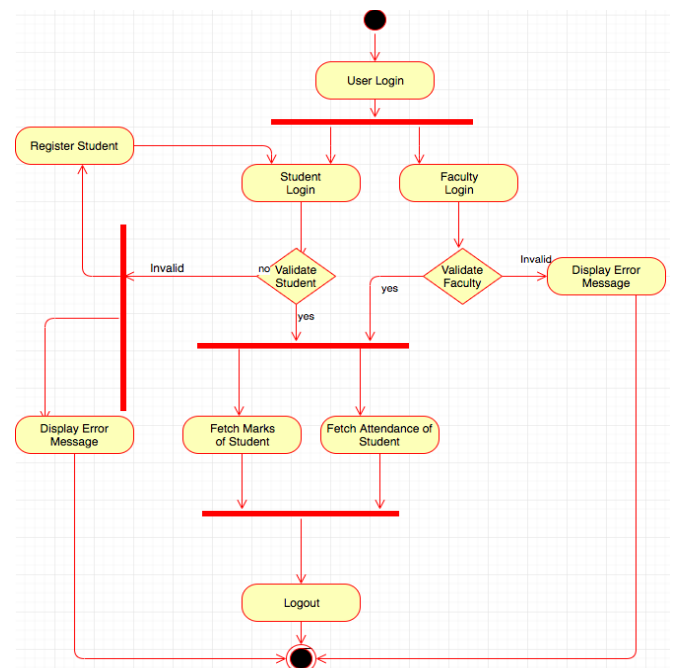 User Login
Register Student
Student
Login
Faculty
Login
Invalid
no
Validate
Student
yes
Validate
Faculty
Invalid
Display Error
Message
yes
Display Error
Message
Fetch Marks
of Student
Fetch Attendance of
Student
Logout